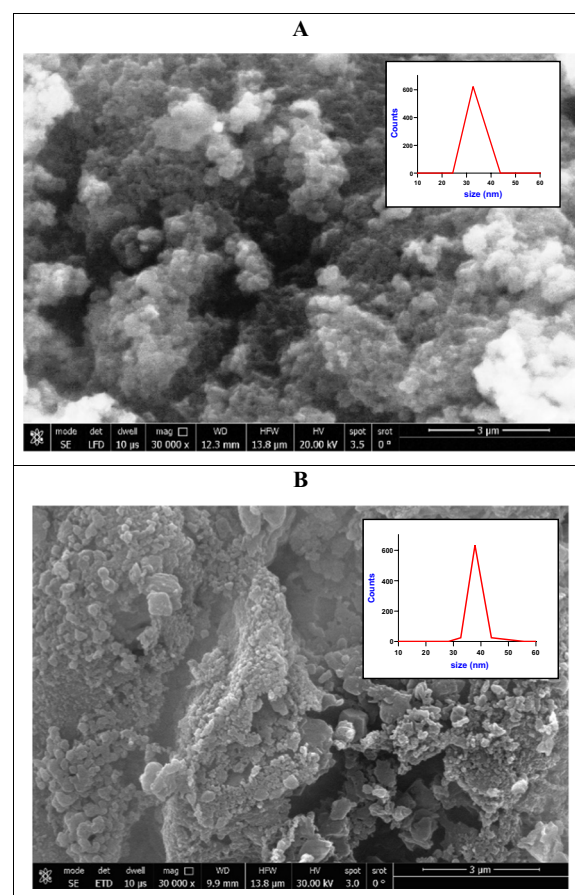 A
600
400
200
0
Counts
10 20 30 40 50 60
size (nm)
mode det dwell mag WD HFW HV spot srot
SE LFD 10 µs 30 000 x 12.3 mm 13.8 µm 20.00 kV 3.5 0 °
3 µm
B
600
400
200
0
Counts
10 20 30 40 50 60
size (nm)
mode det dwell mag WD HFW HV spot srot
SE ETD 10 µs 30 000 x 9.9 mm 13.8 µm 30.00 kV 3.0 0 °
3 µm